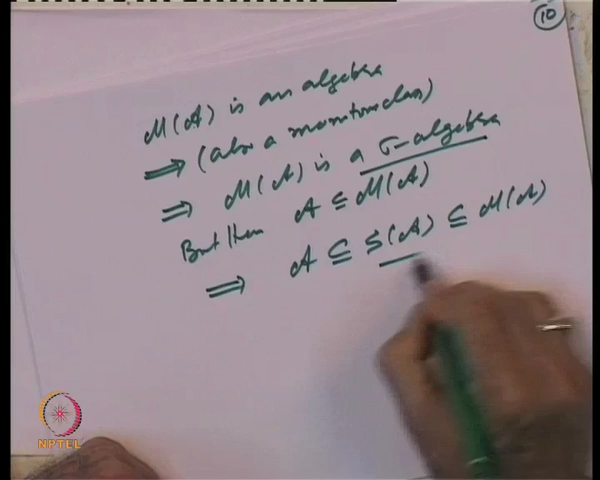 10
M(A) is an algebra
⟹ (also a monotone class)
⟹ M(A) is a σ-algebra
But then A ⊆ M(A)
⟹ A ⊆ S(A) ⊆ M(A)
NPTEL